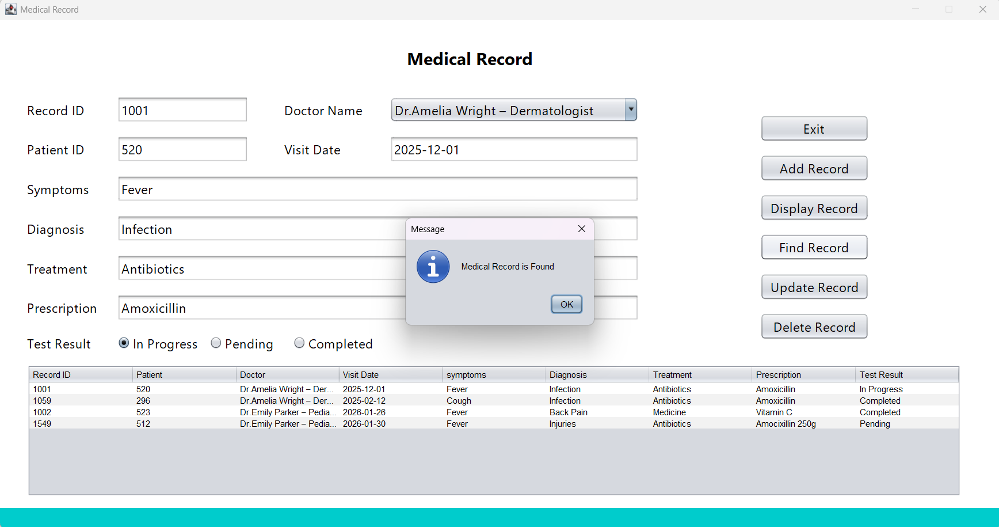 Medical Record
Medical Record
Record ID 1001 Doctor Name Dr.Amelia Wright – Dermatologist
Patient ID 520 Visit Date 2025-12-01
Symptoms Fever
Diagnosis Infection
Treatment Antibiotics
Prescription Amoxicillin
Test Result In Progress Pending Completed
Exit
Add Record
Display Record
Find Record
Update Record
Delete Record
Message
Medical Record is Found
OK
Record ID Patient Doctor Visit Date symptoms Diagnosis Treatment Prescription Test Result
1001 520 Dr.Amelia Wright – Der... 2025-12-01 Fever Infection Antibiotics Amoxicillin In Progress
1059 296 Dr.Amelia Wright – Der... 2025-02-12 Cough Infection Antibiotics Amoxicillin Completed
1002 523 Dr.Emily Parker – Pedia... 2026-01-26 Fever Back Pain Medicine Vitamin C Completed
1549 512 Dr.Emily Parker – Pedia... 2026-01-30 Fever Injuries Antibiotics Amocixillin 250g Pending